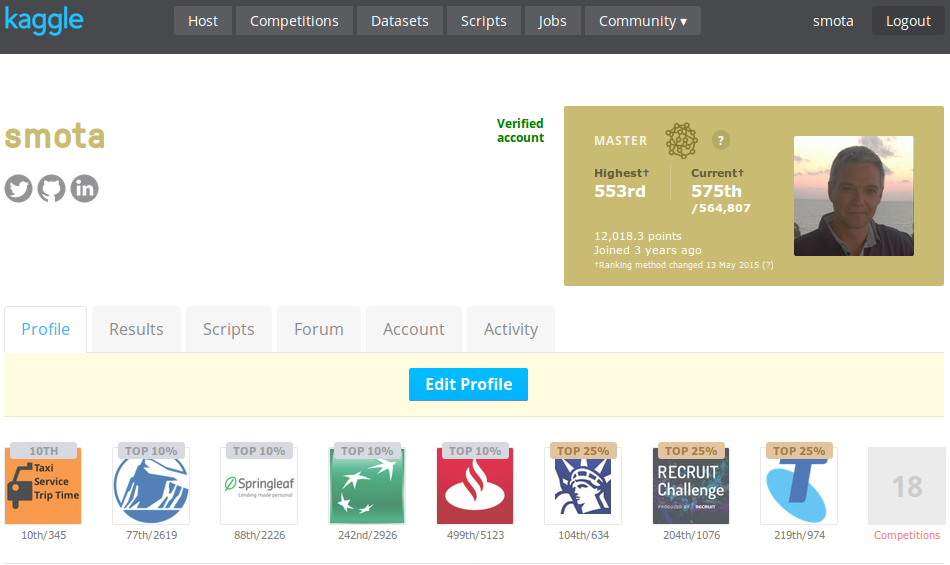 kaggle
Host Competitions Datasets Scripts Jobs Community ▾ smota Logout
smota
Verified
account
MASTER ?
Highest† Current†
553rd 575th
/564,807
12,018.3 points
Joined 3 years ago
†Ranking method changed 13 May 2015 (?)
Profile Results Scripts Forum Account Activity
Edit Profile
10TH TOP 10% TOP 10% TOP 10% TOP 10% TOP 25% TOP 25% TOP 25%
Taxi
Service
Trip Time
Springleaf
Lending made personal
RECRUIT
Challenge
PRODUCED BY RECRUIT
T
18
10th/345 77th/2619 88th/2226 242nd/2926 499th/5123 104th/634 204th/1076 219th/974 Competitions